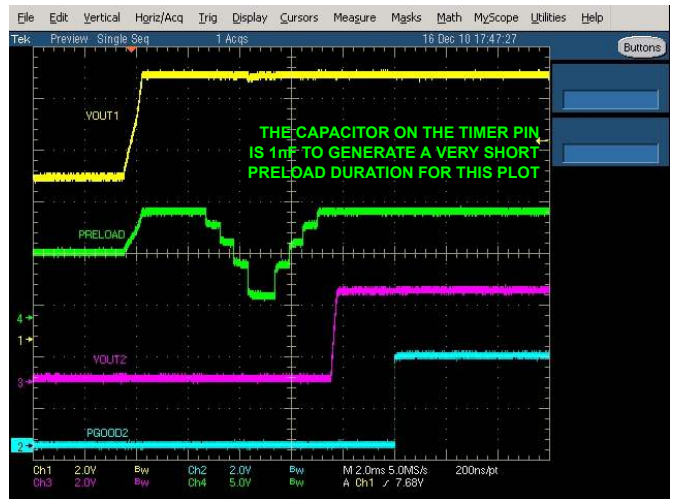 File Edit Vertical Horiz/Acq Trig Display Cursors Measure Masks Math MyScope Utilities Help
Tek Preview Single Seq 1 Acqs 16 Dec 10 17:47:27 Buttons
VOUT1
THE CAPACITOR ON THE TIMER PIN
IS 1nF TO GENERATE A VERY SHORT
PRELOAD DURATION FOR THIS PLOT
PRELOAD
4
1
VOUT2
3
PGOOD2
2
Ch1 2.0V Bw Ch2 2.0V Bw M 2.0ms 5.0MS/s 200ns/pt
Ch3 2.0V Bw Ch4 5.0V Bw A Ch1 7.68V